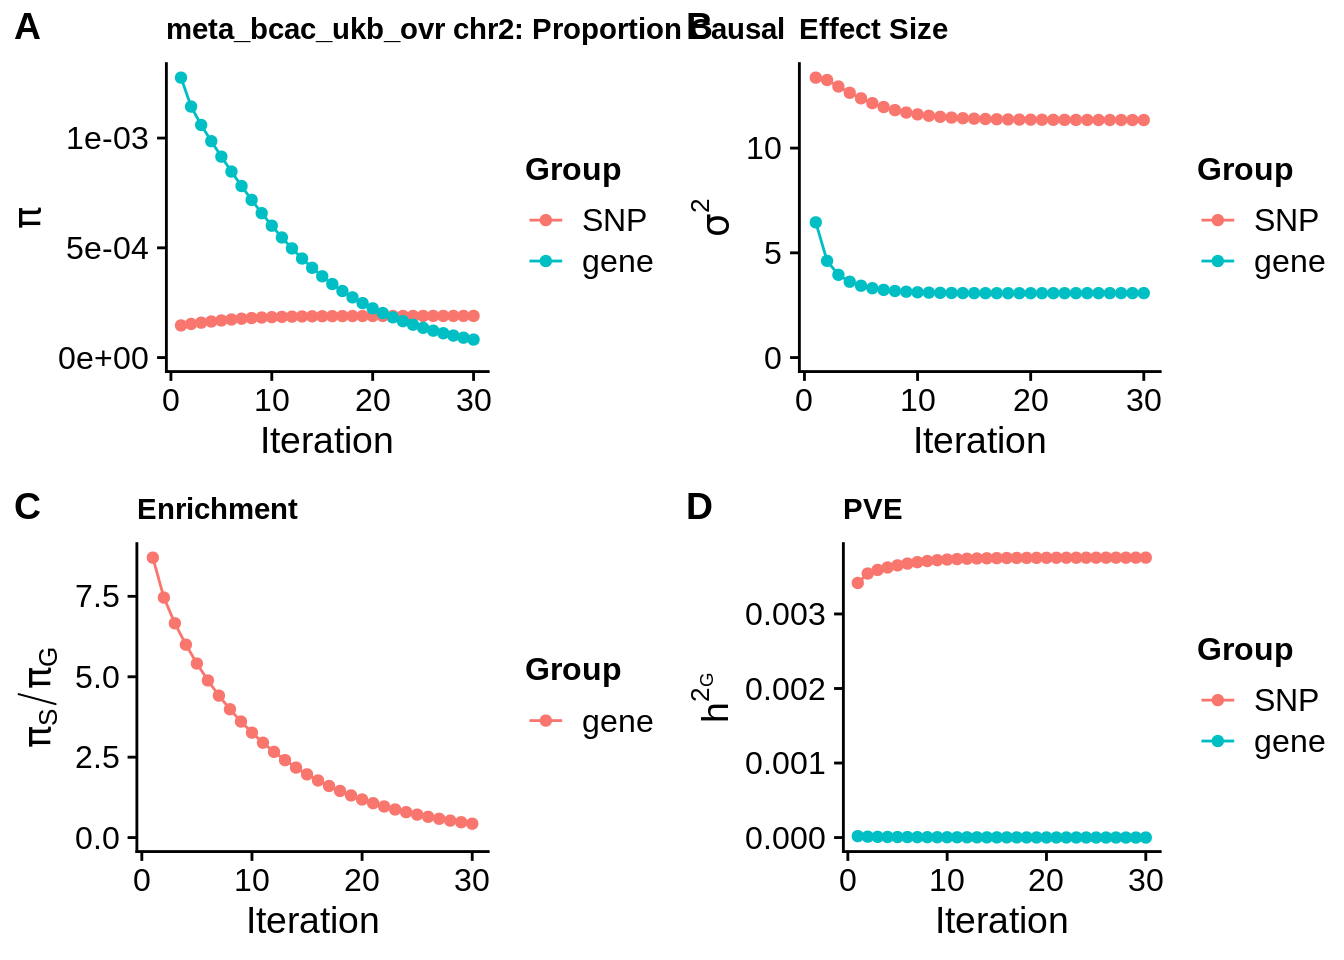 A
meta_bcac_ukb_ovr chr2: Proportion Causal
π
1e-03
5e-04
0e+00
0 10 20 30
Iteration
Group
SNP
gene
B
Effect Size
σ²
10
5
0
0 10 20 30
Iteration
Group
SNP
gene
C
Enrichment
πS/πG
7.5
5.0
2.5
0.0
0 10 20 30
Iteration
Group
gene
D
PVE
h²G
0.003
0.002
0.001
0.000
0 10 20 30
Iteration
Group
SNP
gene